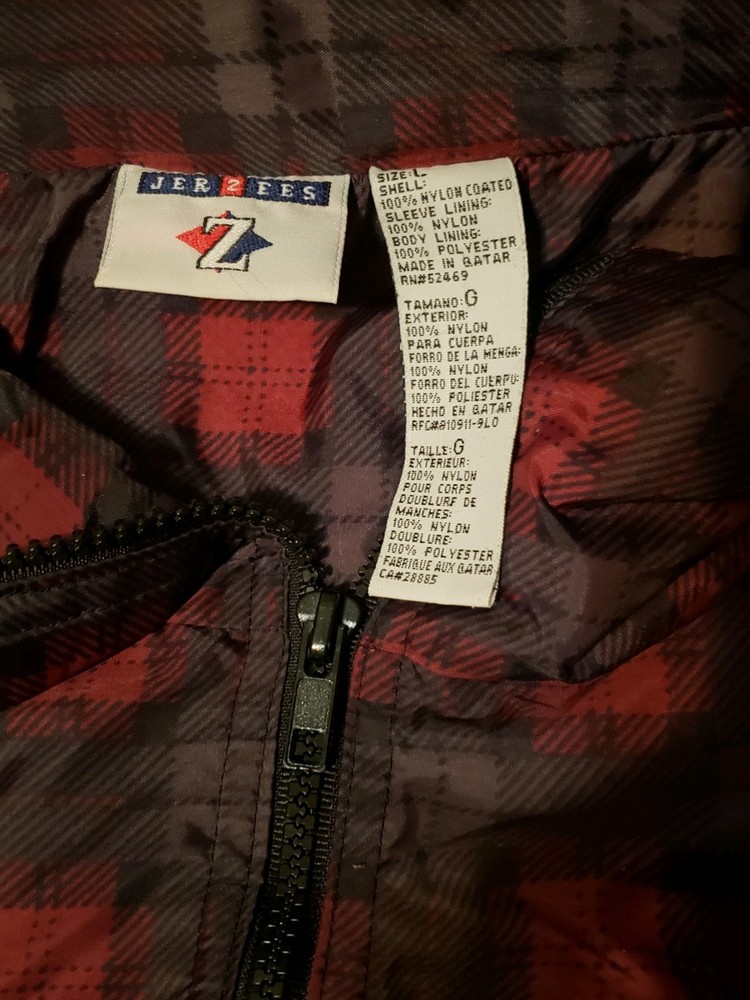 JERZEES
Z
SIZE: L
SHELL:
100% NYLON COATED
SLEEVE LINING:
100% NYLON
BODY LINING:
100% POLYESTER
MADE IN QATAR
RN#52469
TAMANO: G
EXTERIOR:
100% NYLON
PARA CUERPA
FORRO DE LA MENGA:
100% NYLON
FORRO DEL CUERPO:
100% POLIESTER
HECHO EN QATAR
RFC#910911-9L0
TAILLE: G
EXTERIEUR:
100% NYLON
POUR CORPS
DOUBLURE DE
MANCHES:
100% NYLON
DOUBLURE:
100% POLYESTER
FABRIQUE AUX QATAR
CA#28885